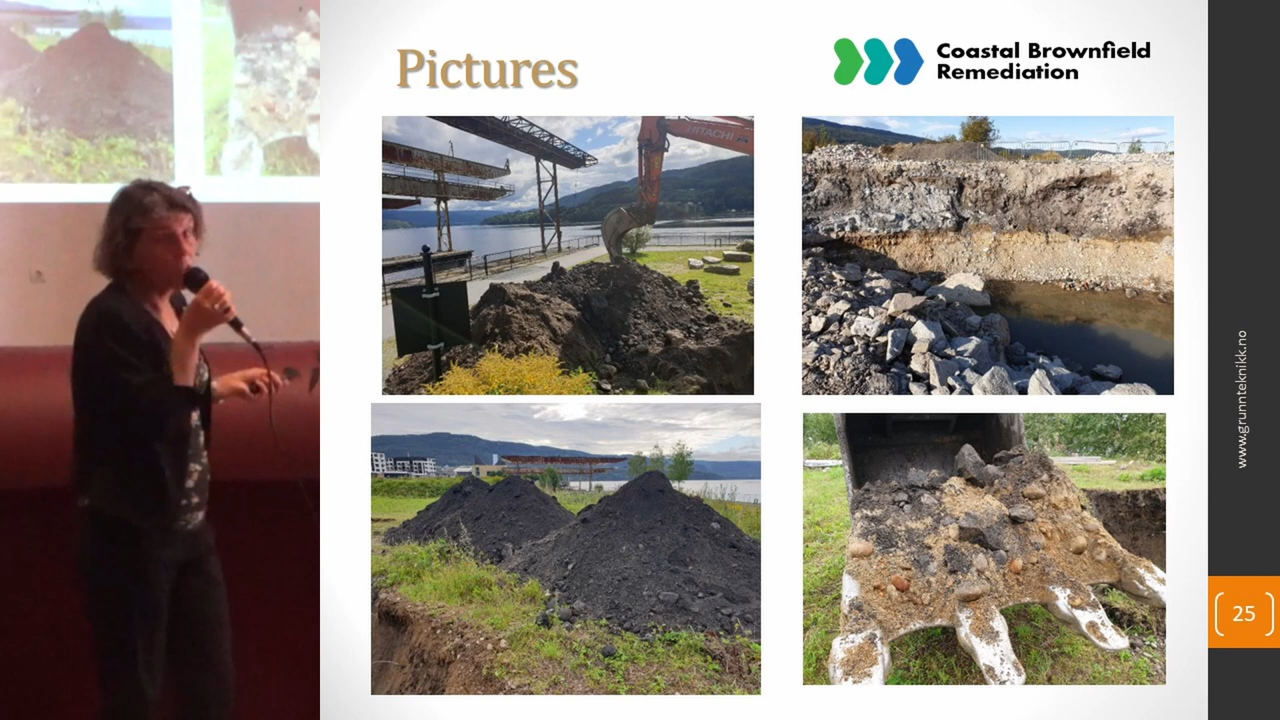 Pictures
Coastal Brownfield
Remediation
HITACHI
www.grunnteknikk.no
25